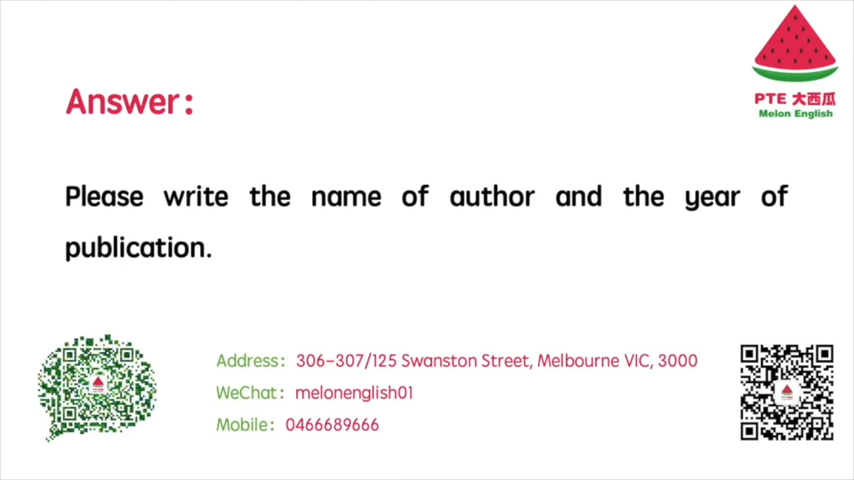 PTE 大西瓜
Melon English
Answer:
Please write the name of author and the year of
publication.
Address: 306-307/125 Swanston Street, Melbourne VIC, 3000
WeChat: melonenglish01
Mobile: 0466689666